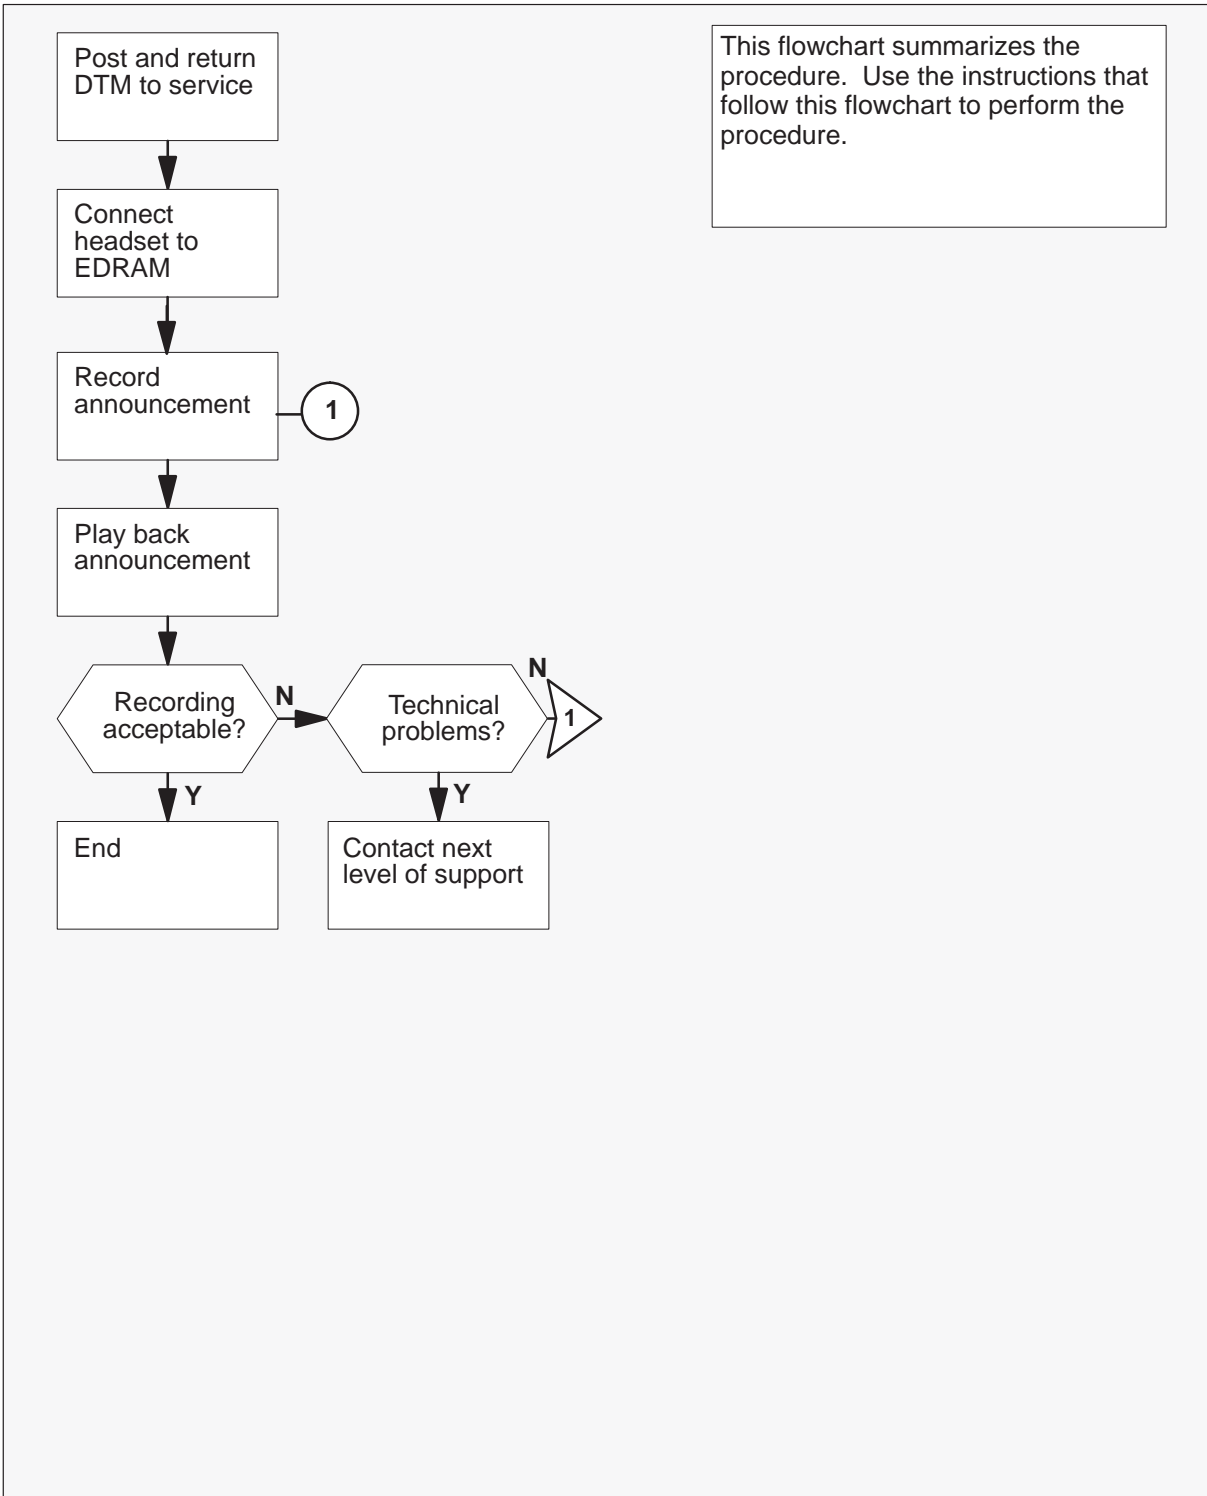 Post and return
DTM to service
This flowchart summarizes the
procedure.  Use the instructions that
follow this flowchart to perform the
procedure.
Connect
headset to
EDRAM
Record
announcement
1
Play back
announcement
Recording
acceptable?
N
Technical
problems?
N
1
Y
Y
End
Contact next
level of support